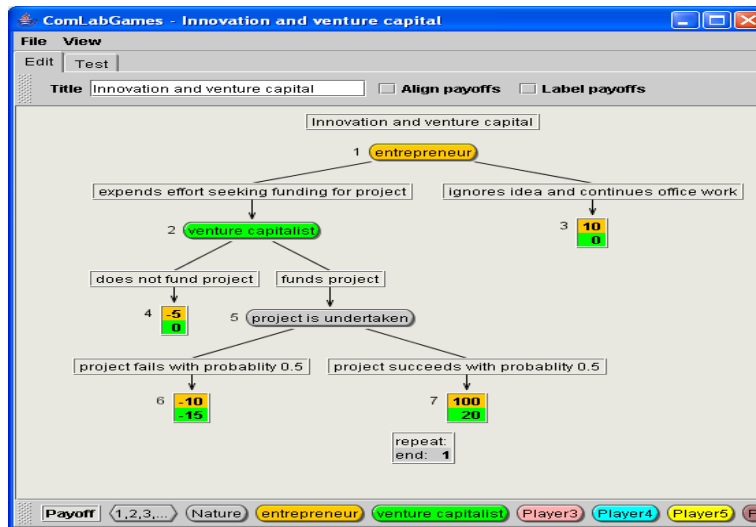 ComLabGames - Innovation and venture capital
File View
Edit Test
Title Innovation and venture capital Align payoffs Label payoffs
Innovation and venture capital
1 entrepreneur
expends effort seeking funding for project ignores idea and continues office work
2 venture capitalist
3 10
0
does not fund project funds project
4 -5
0
5 project is undertaken
project fails with probablity 0.5 project succeeds with probablity 0.5
6 -10
-15
7 100
20
repeat:
end: 1
Payoff 1,2,3,... Nature entrepreneur venture capitalist Player3 Player4 Player5